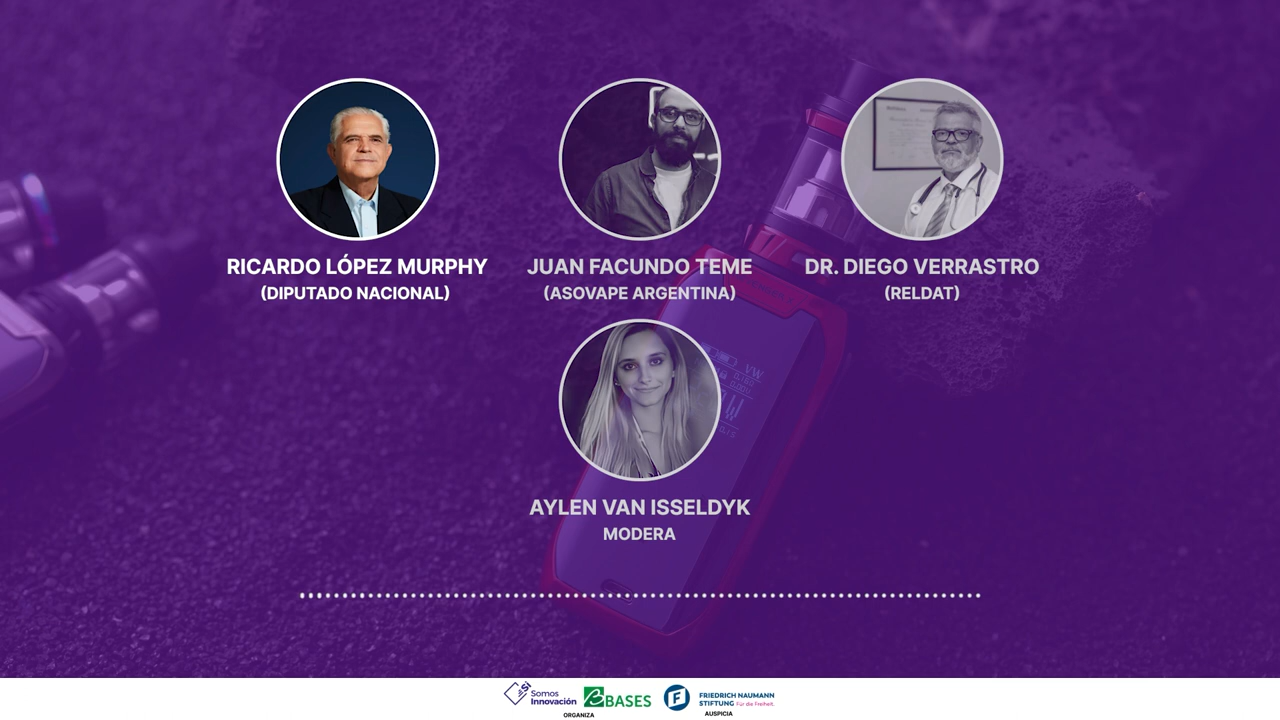 RICARDO LÓPEZ MURPHY
(DIPUTADO NACIONAL)
JUAN FACUNDO TEME
(ASOVAPE ARGENTINA)
DR. DIEGO VERRASTRO
(RELDAT)
AYLEN VAN ISSELDYK
MODERA
SÍ
Somos
Innovación
BASES
ORGANIZA
F
FRIEDRICH NAUMANN
STIFTUNG Für die Freiheit.
AUSPICIA